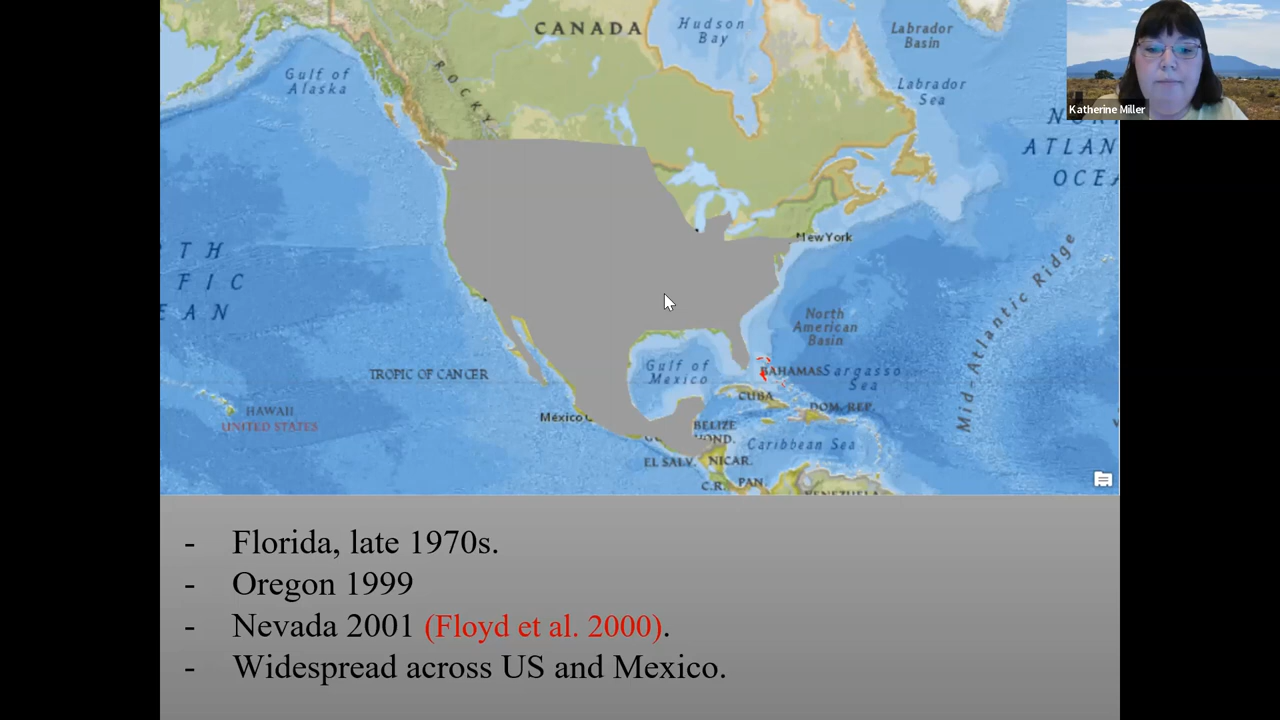 CANADA
Hudson
Bay
Labrador
Basin
Gulf of
Alaska
ROCKY
Labrador
Sea
Katherine Miller
ATLAN
OCEA
New York
TH
FIC
EAN
Mid-Atlantic Ridge
North
American
Basin
Gulf of
Mexico
BAHAMAS
Sargasso
Sea
TROPIC OF CANCER
CUBA
DOM. REP.
HAWAII
UNITED STATES
México
BELIZE
HOND.
Caribbean Sea
EL SALV.
NICAR.
C.R.
PAN.
VENEZUELA
- Florida, late 1970s.
- Oregon 1999
- Nevada 2001 (Floyd et al. 2000).
- Widespread across US and Mexico.